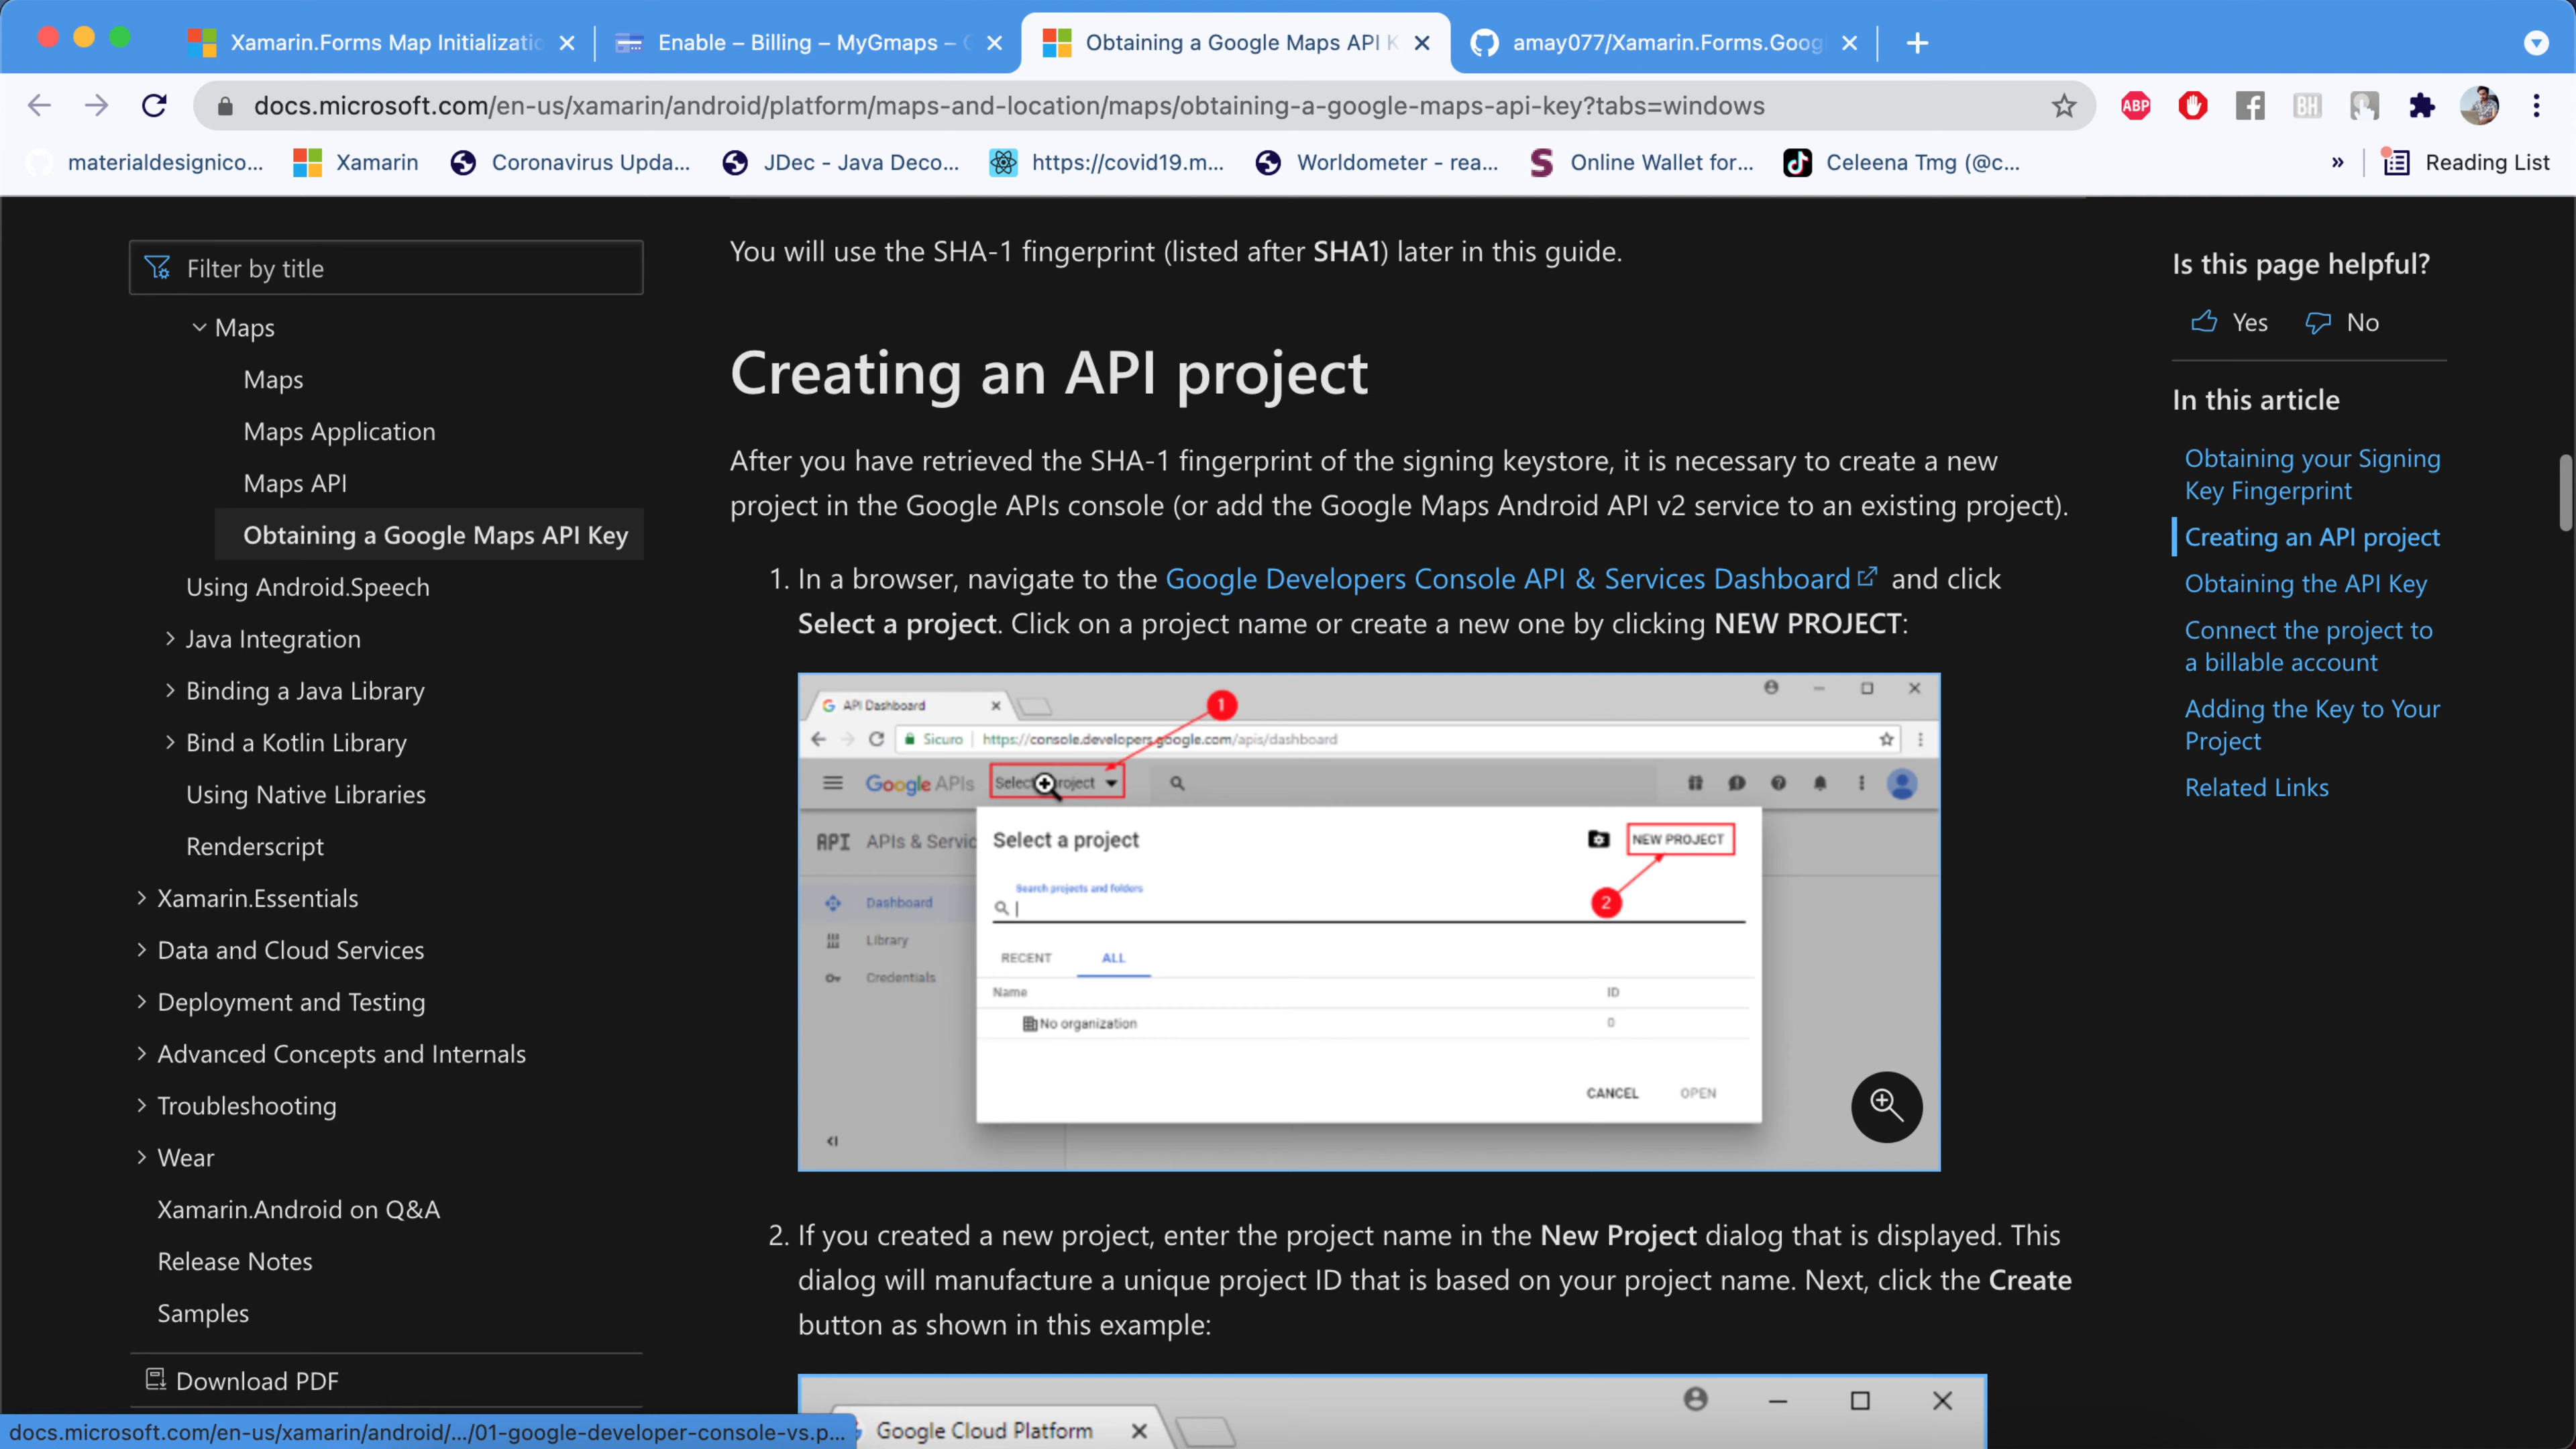 Xamarin.Forms Map Initializatio
Enable – Billing – MyGmaps –
Obtaining a Google Maps API K
amay077/Xamarin.Forms.Goog
docs.microsoft.com/en-us/xamarin/android/platform/maps-and-location/maps/obtaining-a-google-maps-api-key?tabs=windows
ABP
BH
materialdesignico...
Xamarin
Coronavirus Upda...
JDec - Java Deco...
https://covid19.m...
Worldometer - rea...
Online Wallet for...
Celeena Tmg (@c...
»
Reading List
Filter by title
Maps
Maps
Maps Application
Maps API
Obtaining a Google Maps API Key
Using Android.Speech
Java Integration
Binding a Java Library
Bind a Kotlin Library
Using Native Libraries
Renderscript
Xamarin.Essentials
Data and Cloud Services
Deployment and Testing
Advanced Concepts and Internals
Troubleshooting
Wear
Xamarin.Android on Q&A
Release Notes
Samples
Download PDF
You will use the SHA-1 fingerprint (listed after SHA1) later in this guide.
Creating an API project
After you have retrieved the SHA-1 fingerprint of the signing keystore, it is necessary to create a new
project in the Google APIs console (or add the Google Maps Android API v2 service to an existing project).
1. In a browser, navigate to the Google Developers Console API & Services Dashboard and click
Select a project. Click on a project name or create a new one by clicking NEW PROJECT:
API Dashboard
1
Sicuro
https://console.developers.google.com/apis/dashboard
Google APIs
Select project
API
APIs & Servic
Select a project
NEW PROJECT
Search projects and folders
2
Dashboard
Library
Credentials
RECENT
ALL
Name
ID
No organization
0
CANCEL
OPEN
2. If you created a new project, enter the project name in the New Project dialog that is displayed. This
dialog will manufacture a unique project ID that is based on your project name. Next, click the Create
button as shown in this example:
Google Cloud Platform
Is this page helpful?
Yes
No
In this article
Obtaining your Signing
Key Fingerprint
Creating an API project
Obtaining the API Key
Connect the project to
a billable account
Adding the Key to Your
Project
Related Links
docs.microsoft.com/en-us/xamarin/android/.../01-google-developer-console-vs.p...